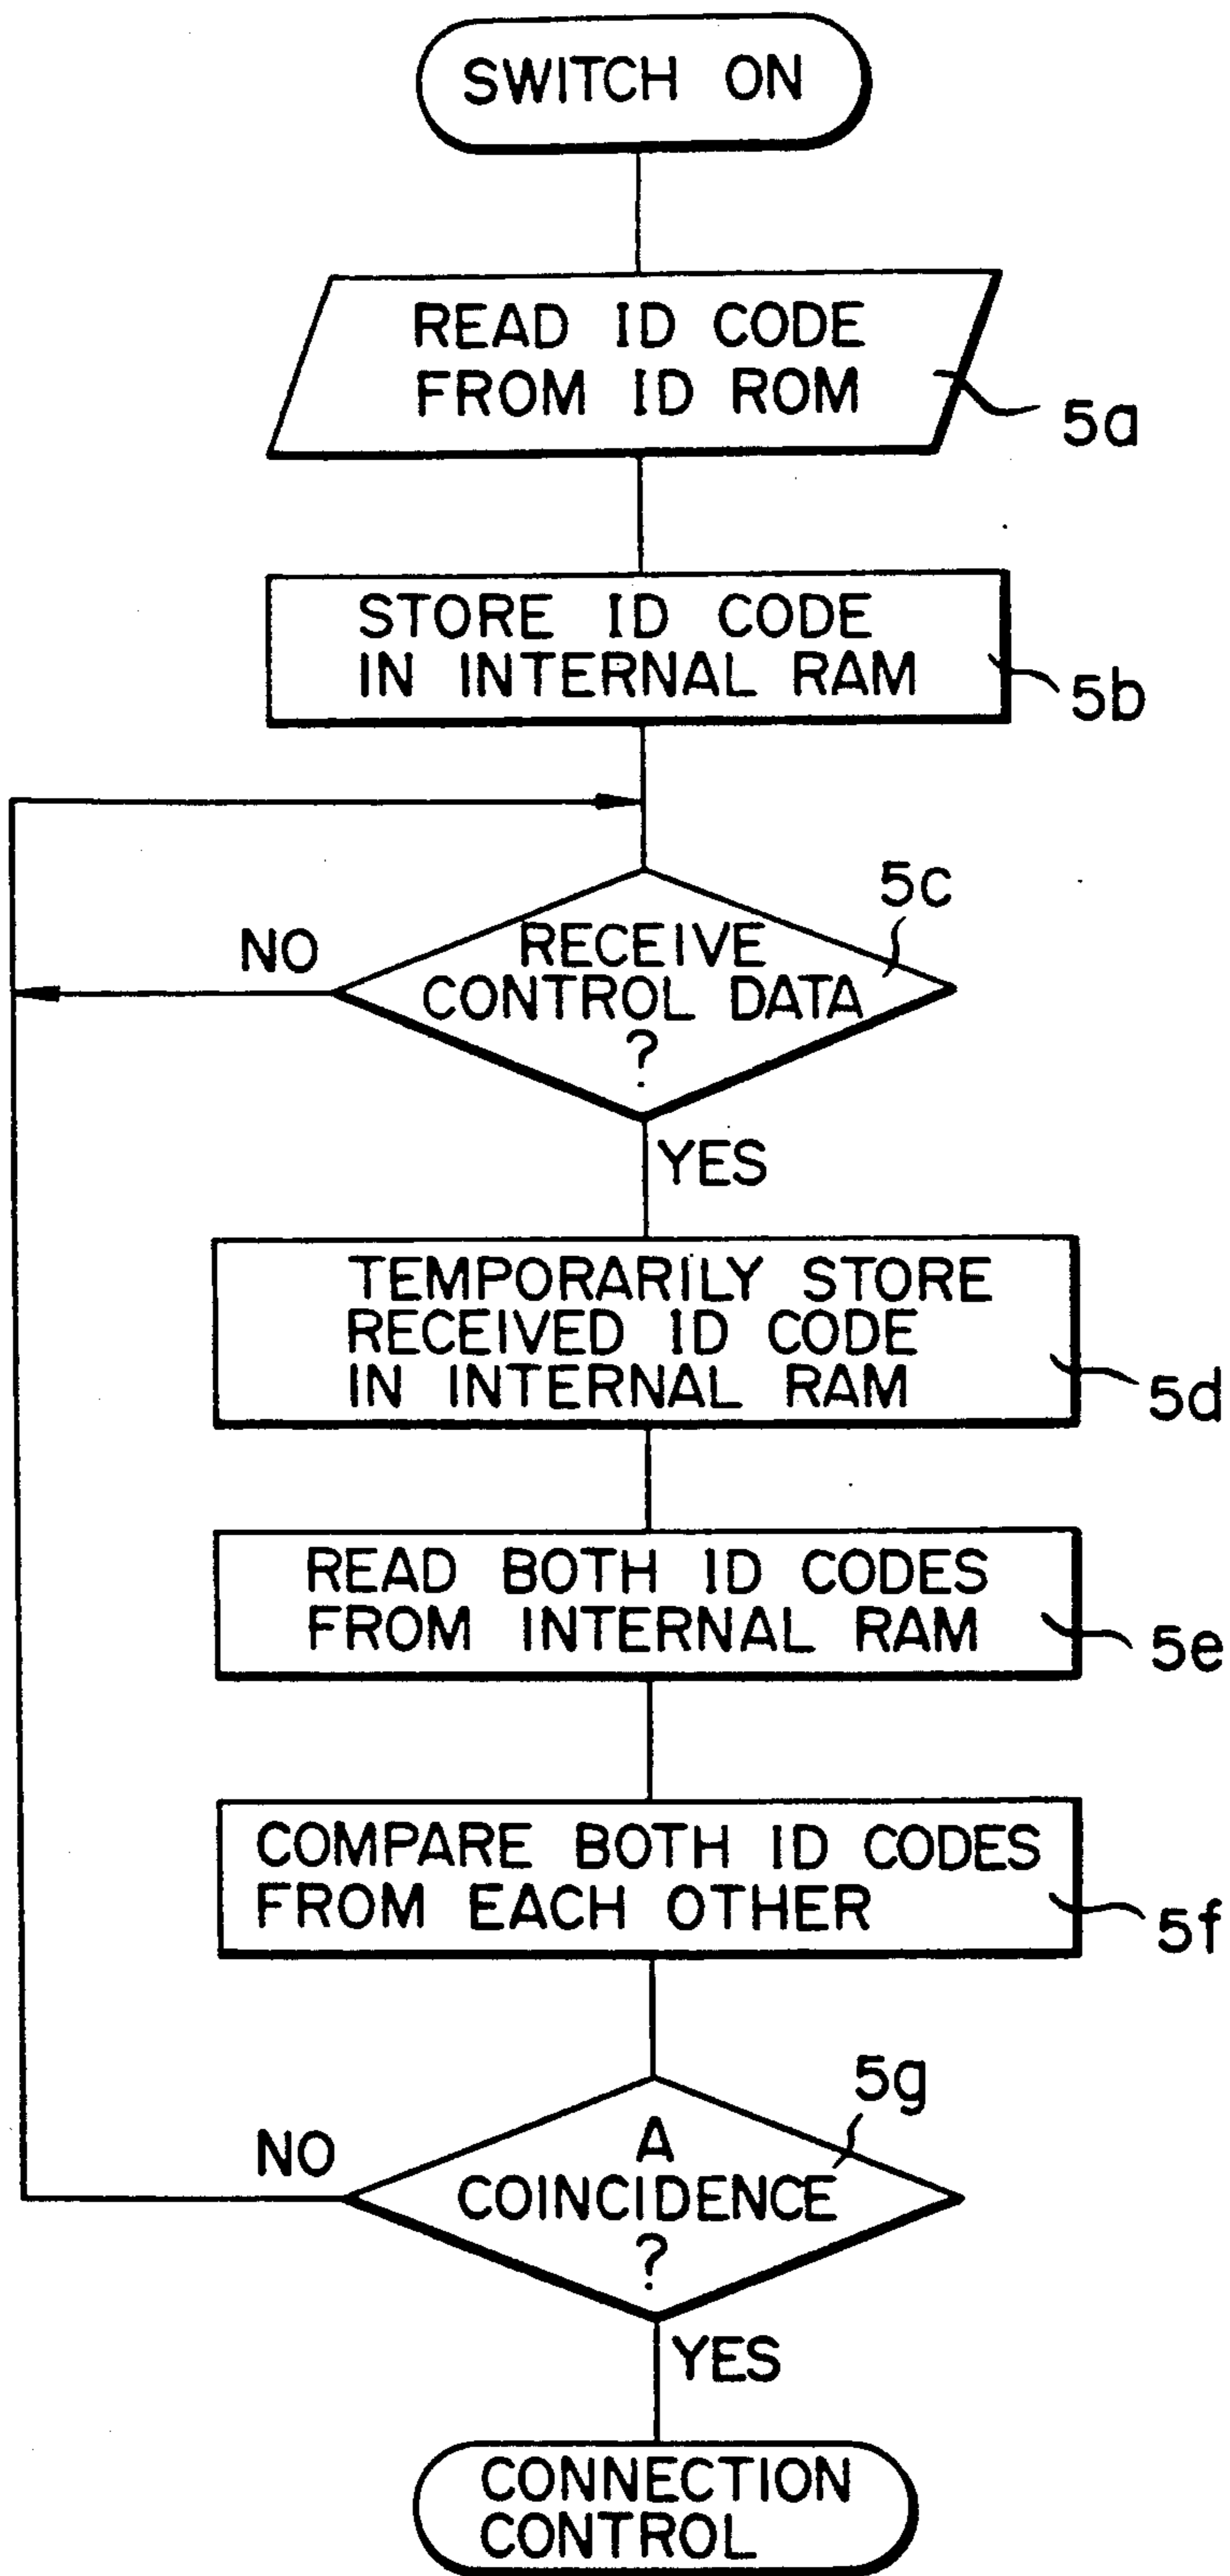 SWITCH ON
READ ID CODE
FROM ID ROM
5a
STORE ID CODE
IN INTERNAL RAM
5b
5c
NO
RECEIVE
CONTROL DATA
?
YES
TEMPORARILY STORE
RECEIVED ID CODE
IN INTERNAL RAM
5d
READ BOTH ID CODES
FROM INTERNAL RAM
5e
COMPARE BOTH ID CODES
FROM EACH OTHER
5f
5g
NO
A
COINCIDENCE
?
YES
CONNECTION
CONTROL